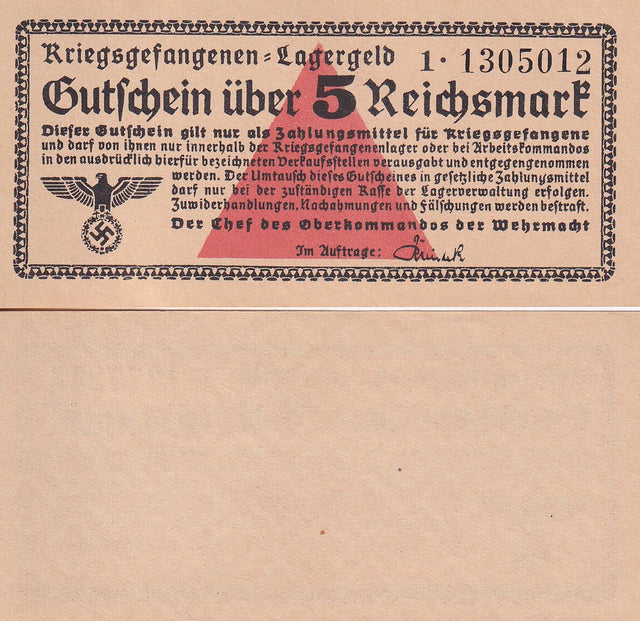 Kriegsgefangenen-Lagergeld 1·1305012
Gutschein über 5 Reichsmark
Dieser Gutschein gilt nur als Zahlungsmittel für Kriegsgefangene
und darf von ihnen nur innerhalb der Kriegsgefangenenlager oder bei Arbeitskommandos
in den ausdrücklich hierfür bezeichneten Verkaufsstellen verausgabt und entgegengenommen
werden. Der Umtausch dieses Gutscheines in gesetzliche Zahlungsmittel
darf nur bei der zuständigen Kasse der Lagerverwaltung erfolgen.
Zuwiderhandlungen, Nachahmungen und Fälschungen werden bestraft.
Der Chef des Oberkommandos der Wehrmacht
Im Auftrage: